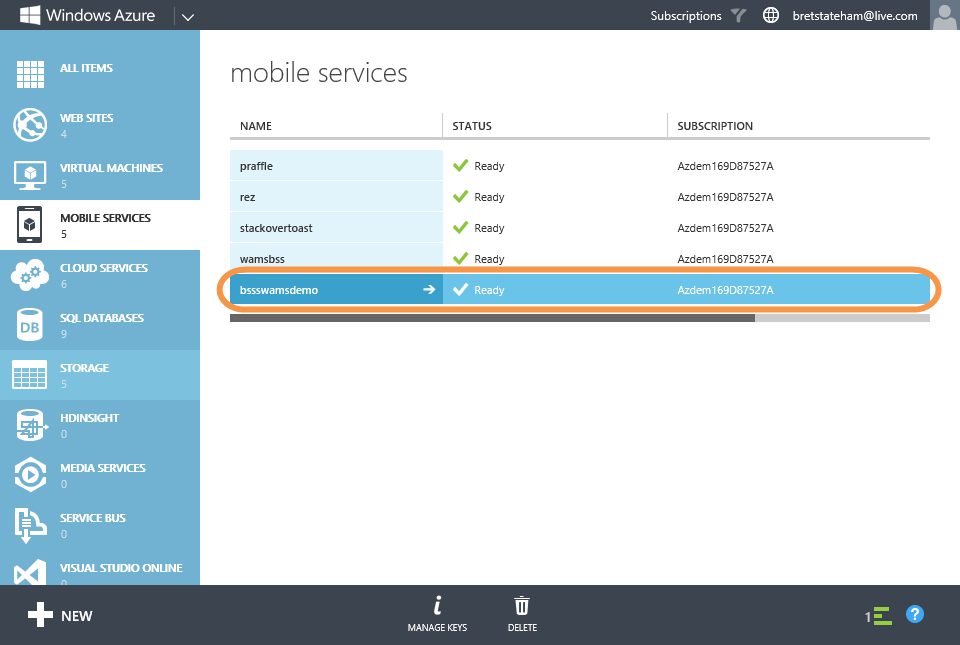 Windows Azure
Subscriptions bretstateham@live.com
ALL ITEMS
WEB SITES
4
VIRTUAL MACHINES
5
MOBILE SERVICES
5
CLOUD SERVICES
6
SQL DATABASES
9
DB
STORAGE
5
HDINSIGHT
0
MEDIA SERVICES
0
SERVICE BUS
0
VISUAL STUDIO ONLINE
0
mobile services
NAME STATUS SUBSCRIPTION
praffle Ready Azdem169D87527A
rez Ready Azdem169D87527A
stackovertoast Ready Azdem169D87527A
wamsbss Ready Azdem169D87527A
bssswamsdemo Ready Azdem169D87527A
NEW
MANAGE KEYS
DELETE
1
?